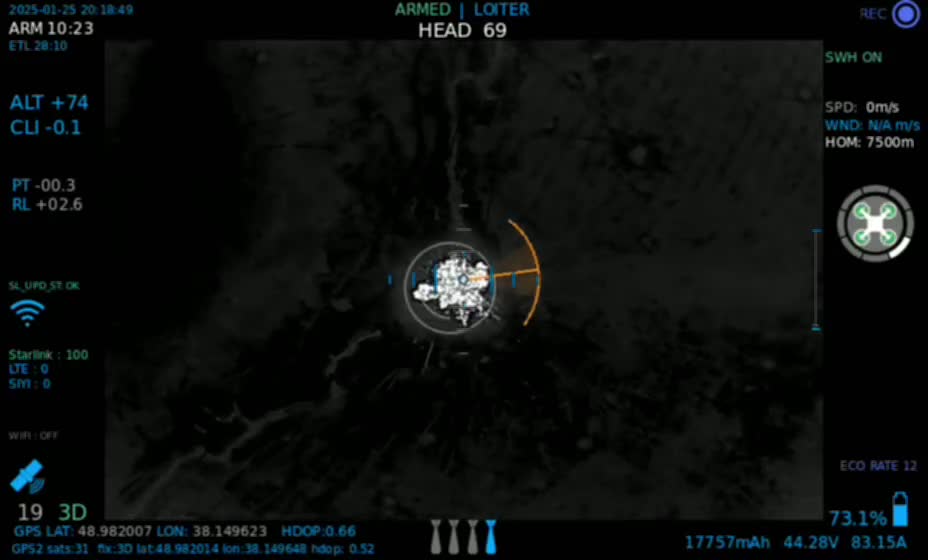 2025-01-25 20:18:49
ARMED | LOITER
REC
ARM 10:23
HEAD 69
ETL 28:10
SWH ON
ALT +74
CLI -0.1
SPD: 0m/s
WND: N/A m/s
HOM: 7500m
PT -00.3
RL +02.6
SL_UPD_ST: OK
Starlink : 100
LTE : 0
SIYI : 0
WIFI : OFF
ECO RATE 12
19 3D
73.1%
GPS LAT: 48.982007 LON: 38.149623 HDOP:0.66
GPS2 sats:31 fix:3D lat:48.982014 lon:38.149648 hdop: 0.52
17757mAh 44.28V 83.15A